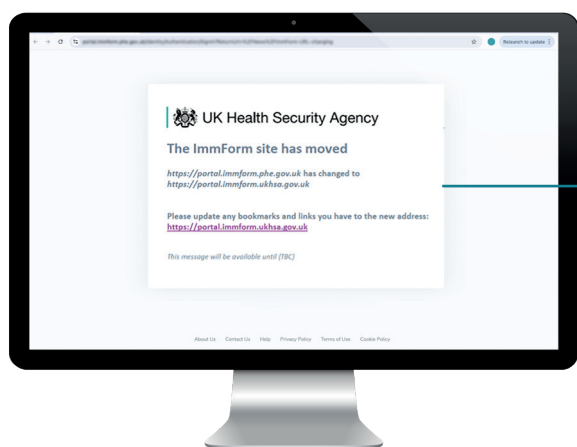 Relaunch to update
UK Health Security Agency
The ImmForm site has moved
https://portal.immform.phe.gov.uk has changed to
https://portal.immform.ukhsa.gov.uk
Please update any bookmarks and links you have to the new address:
https://portal.immform.ukhsa.gov.uk
This message will be available until (TBC)
About Us Contact Us Help Privacy Policy Terms of Use Cookie Policy